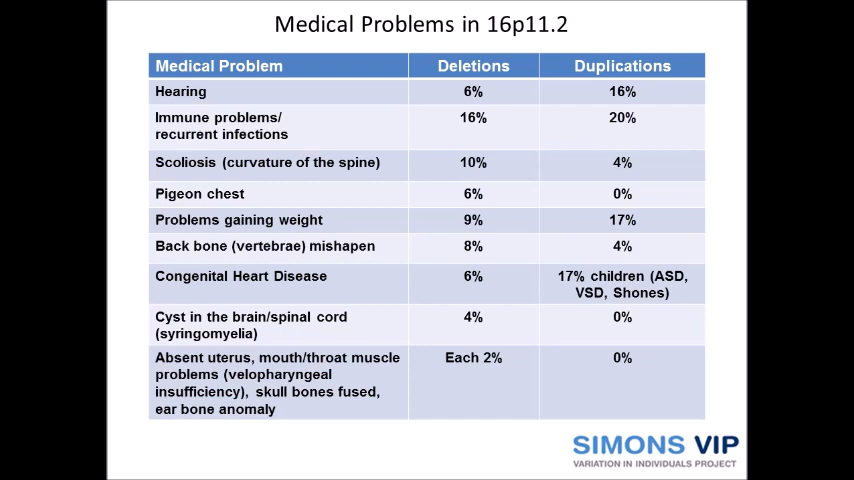 Medical Problems in 16p11.2
Medical Problem Deletions Duplications
Hearing 6% 16%
Immune problems/ 16% 20%
recurrent infections
Scoliosis (curvature of the spine) 10% 4%
Pigeon chest 6% 0%
Problems gaining weight 9% 17%
Back bone (vertebrae) mishapen 8% 4%
Congenital Heart Disease 6% 17% children (ASD,
VSD, Shones)
Cyst in the brain/spinal cord 4% 0%
(syringomyelia)
Absent uterus, mouth/throat muscle Each 2% 0%
problems (velopharyngeal
insufficiency), skull bones fused,
ear bone anomaly
SIMONS VIP
VARIATION IN INDIVIDUALS PROJECT